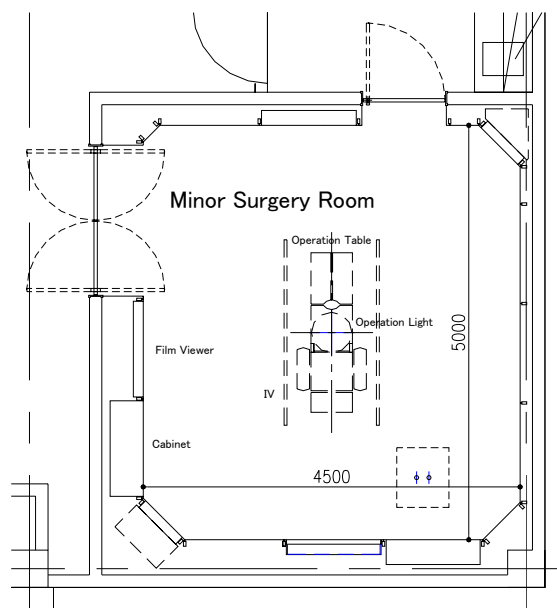 Minor Surgery Room
Operation Table
Operation Light
5000
Film Viewer
IV
Cabinet
4500